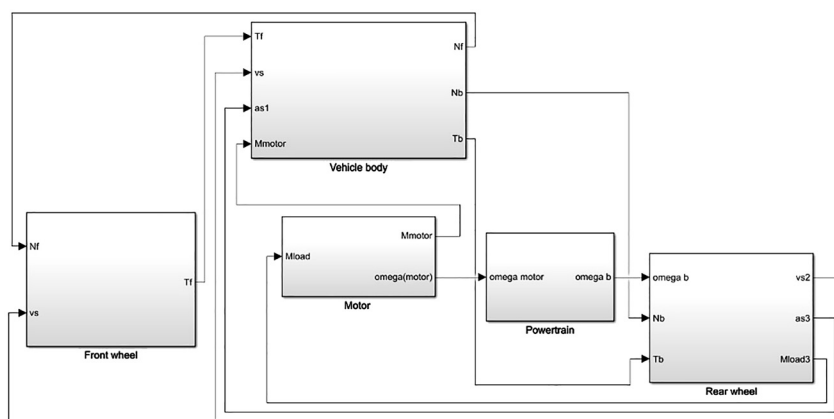 Tf
vs
as1
Mmotor
Nf
Nb
Tb
Vehicle body
Nf
vs
Tf
Front wheel
Mload
Mmotor
omega(motor)
Motor
omega motor
omega b
Powertrain
omega b
Nb
Tb
vs2
as3
Mload3
Rear wheel